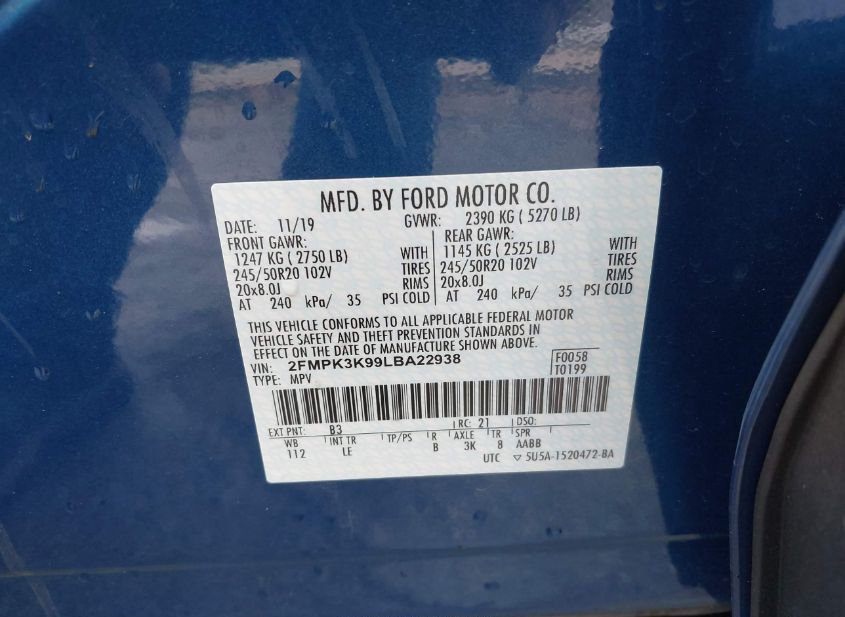 MFD. BY FORD MOTOR CO.
DATE: 11/19 GVWR: 2390 KG ( 5270 LB)
FRONT GAWR: REAR GAWR:
1247 KG ( 2750 LB) WITH 1145 KG ( 2525 LB) WITH
245/50R20 102V TIRES 245/50R20 102V TIRES
20x8.0J RIMS 20x8.0J RIMS
AT 240 kPa/ 35 PSI COLD AT 240 kPa/ 35 PSI COLD
THIS VEHICLE CONFORMS TO ALL APPLICABLE FEDERAL MOTOR
VEHICLE SAFETY AND THEFT PREVENTION STANDARDS IN
EFFECT ON THE DATE OF MANUFACTURE SHOWN ABOVE.
VIN: 2FMPK3K99LBA22938 F0058
TYPE: MPV T0199
EXT PNT: B3 RC: 21 DSO:
WB INT TR TP/PS R AXLE TR SPR
112 LE B 3K 8 AABB
UTC ▽ 5U5A-1520472-BA